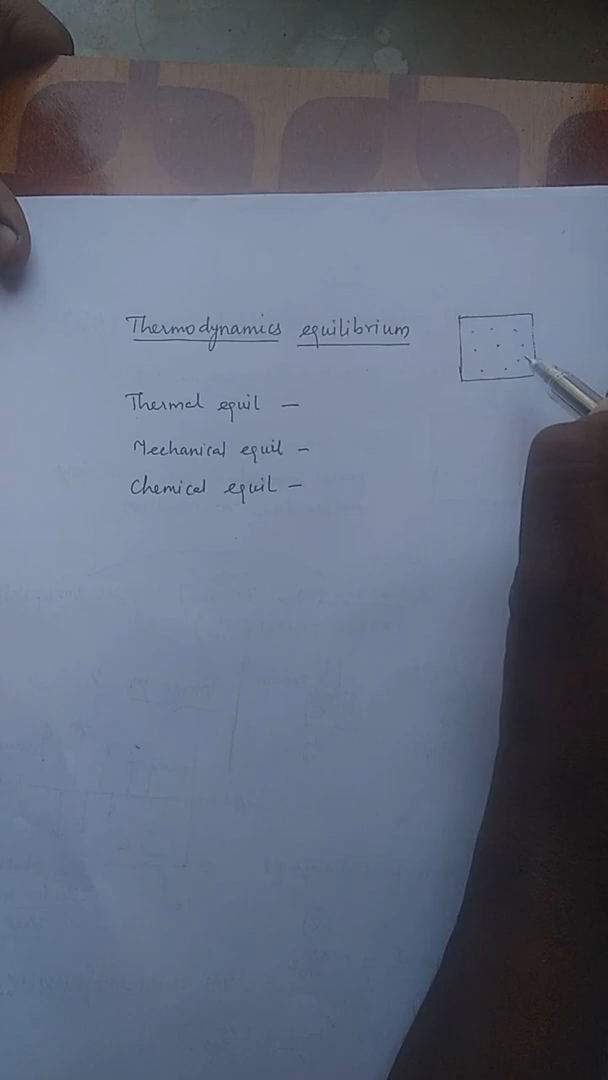 Thermodynamics equilibrium
Thermal equil –
Mechanical equil –
Chemical equil –